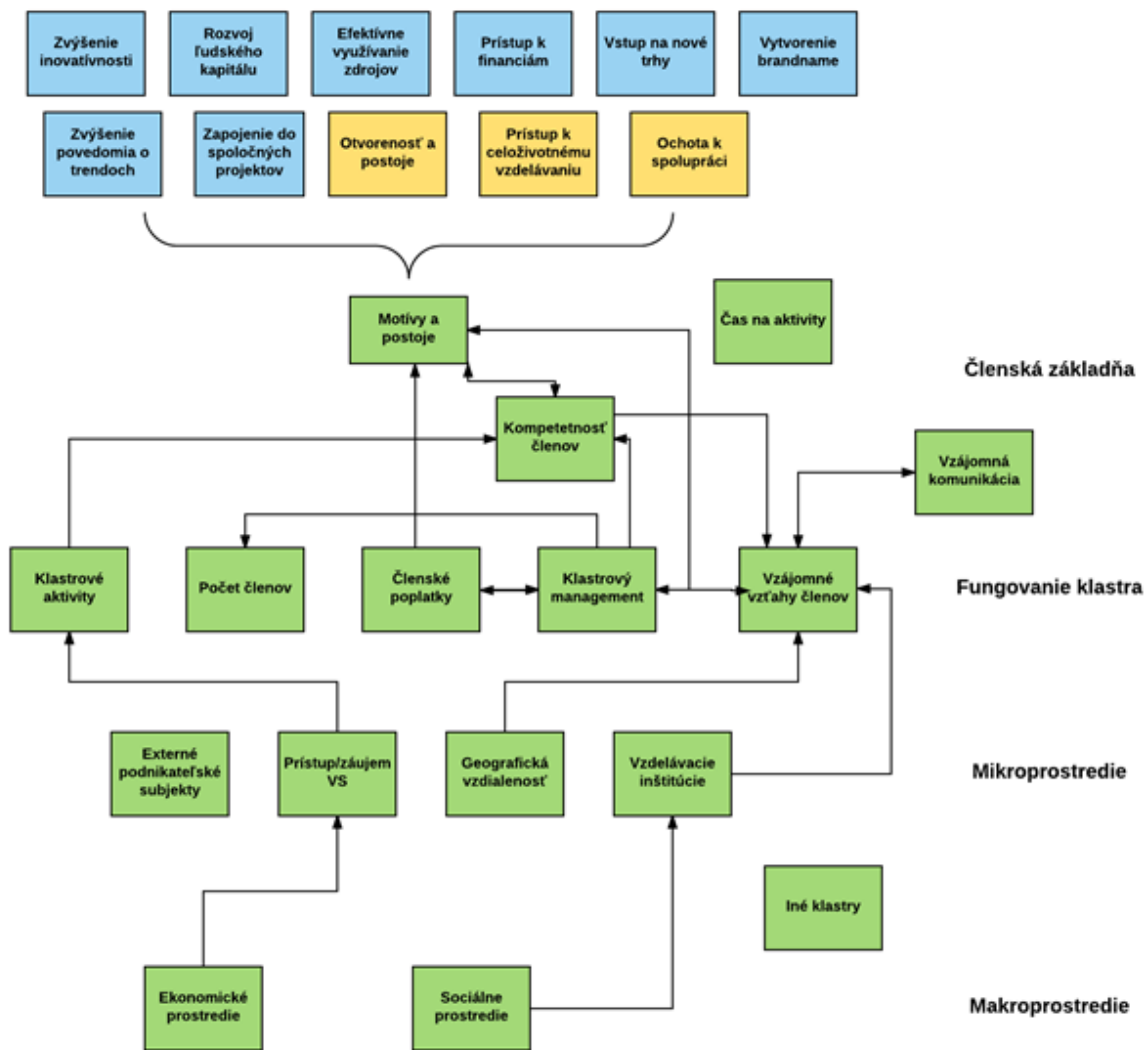 Zvýšenie
inovatívnosti
Rozvoj
ľudského
kapitálu
Efektívne
využívanie
zdrojov
Prístup k
financiám
Vstup na nové
trhy
Vytvorenie
brandname
Zvýšenie
povedomia o
trendoch
Zapojenie do
spoločných
projektov
Otvorenosť a
postoje
Prístup k
celoživotnému
vzdelávaniu
Ochota k
spolupráci
Motívy a
postoje
Čas na aktivity
Členská základňa
Kompetetnosť
členov
Vzájomná
komunikácia
Klastrové
aktivity
Počet členov
Členské
poplatky
Klastrový
management
Vzájomné
vzťahy členov
Fungovanie klastra
Externé
podnikateľské
subjekty
Prístup/záujem
VS
Geografická
vzdialenosť
Vzdelávacie
inštitúcie
Mikroprostredie
Iné klastry
Ekonomické
prostredie
Sociálne
prostredie
Makroprostredie